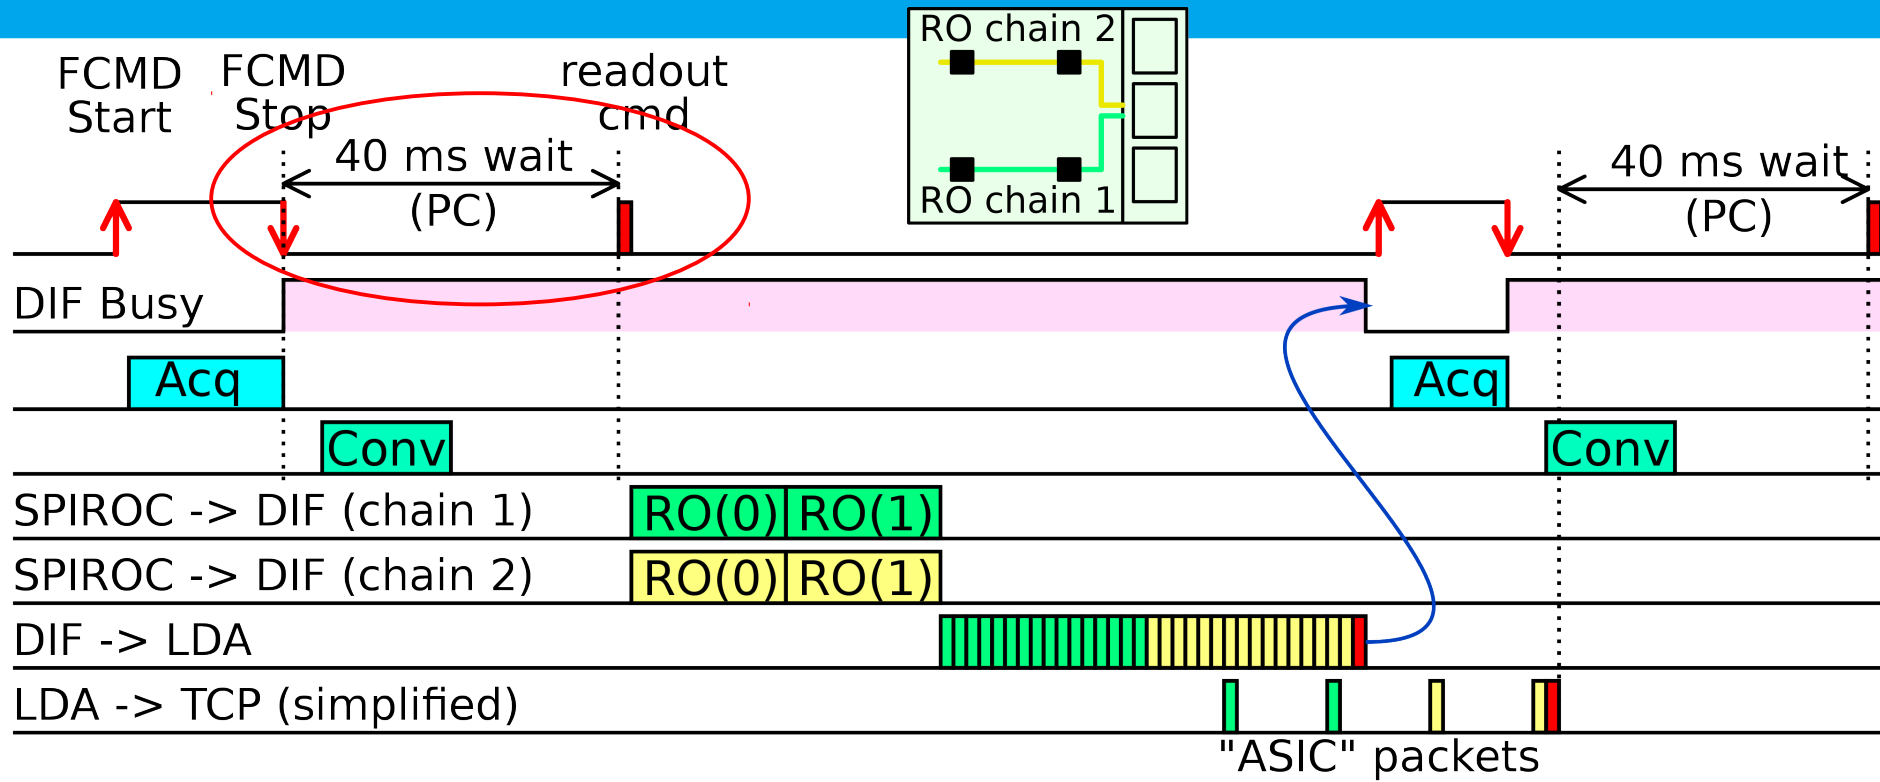 RO chain 2
RO chain 1
FCMD
Start
FCMD
Stop
readout
cmd
40 ms wait
(PC)
40 ms wait
(PC)
DIF Busy
Acq
Acq
Conv
Conv
SPIROC -> DIF (chain 1)
RO(0)
RO(1)
SPIROC -> DIF (chain 2)
RO(0)
RO(1)
DIF -> LDA
LDA -> TCP (simplified)
"ASIC" packets